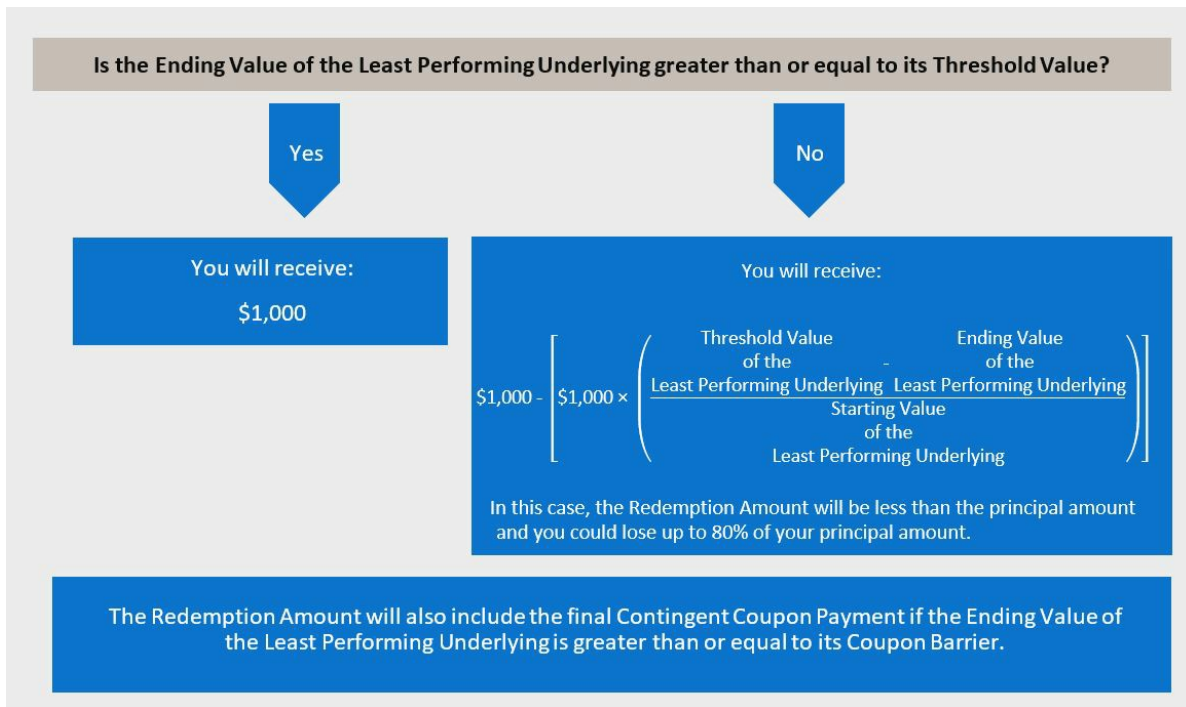 Is the Ending Value of the Least Performing Underlying greater than or equal to its Threshold Value?
Yes
No
You will receive:
$1,000
You will receive:
$1,000 - [$1,000 × (
Threshold Value
of the
Least Performing Underlying
-
Ending Value
of the
Least Performing Underlying
Starting Value
of the
Least Performing Underlying
)]
In this case, the Redemption Amount will be less than the principal amount
and you could lose up to 80% of your principal amount.
The Redemption Amount will also include the final Contingent Coupon Payment if the Ending Value of
the Least Performing Underlying is greater than or equal to its Coupon Barrier.